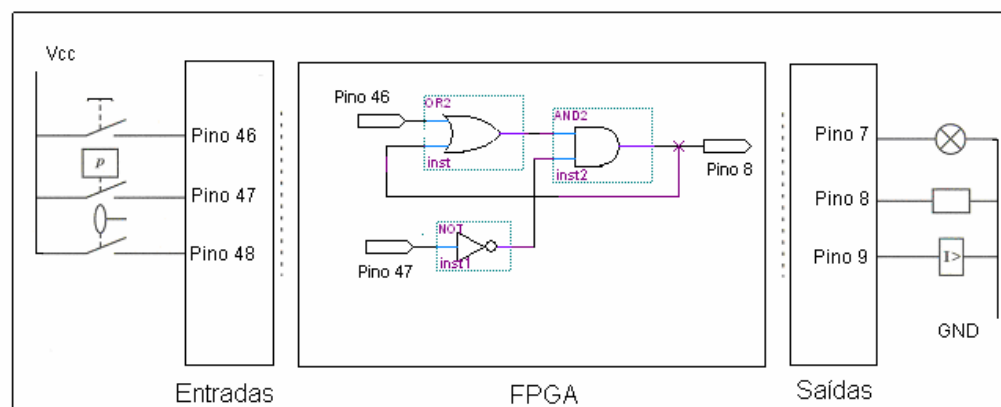 Vcc
Pino 46
p
Pino 47
Pino 48
Entradas
Pino 46
OR2
inst
AND2
inst2
Pino 8
NOT
inst1
Pino 47
FPGA
Pino 7
Pino 8
Pino 9
I>
GND
Saídas